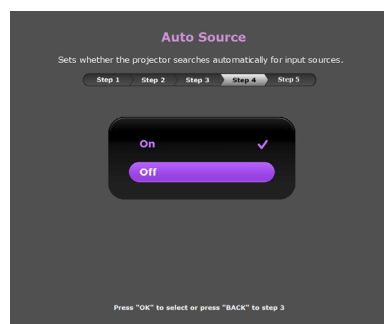 Auto Source
Sets whether the projector searches automatically for input sources.
Step 1 Step 2 Step 3 Step 4 Step 5
On
Off
Press "OK" to select or press "BACK" to step 3